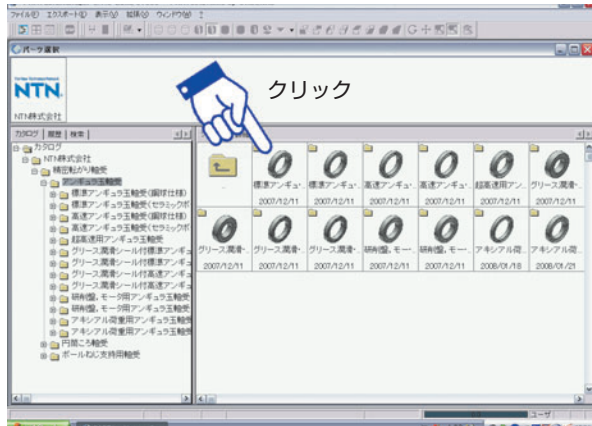 ファイル(F) エクスポート(E) 表示(V) 拡張(X) ウィンドウ(W) ?
パーツ選択
NTN
NTN株式会社
クリック
カタログ 履歴 検索
カタログ
NTN株式会社
精密転がり軸受
アンギュラ玉軸受
標準アンギュラ玉軸受(鋼球仕様)
標準アンギュラ玉軸受(セラミックボ
高速アンギュラ玉軸受(鋼球仕様)
高速アンギュラ玉軸受(セラミックボ
超高速用アンギュラ玉軸受
グリース潤滑シール付標準アンギュ
グリース潤滑シール付標準アンギュ
グリース潤滑シール付高速アンギュ
グリース潤滑シール付高速アンギュ
研削盤、モータ用アンギュラ玉軸受
研削盤、モータ用アンギュラ玉軸受
アキシアル荷重用アンギュラ玉軸受
アキシアル荷重用アンギュラ玉軸受
円筒ころ軸受
ボールねじ支持用軸受
.. 標準アンギュ.. 標準アンギュ.. 高速アンギュ.. 高速アンギュ.. 超高速用アン.. グリース潤滑・..
2007/12/11 2007/12/11 2007/12/11 2007/12/11 2007/12/11 2007/12/11
グリース潤滑・.. グリース潤滑・.. グリース潤滑・.. 研削盤、モー.. 研削盤、モー.. アキシアル荷.. アキシアル荷..
2007/12/11 2007/12/11 2007/12/11 2007/12/11 2007/12/11 2008/01/18 2008/01/21
ユーザ